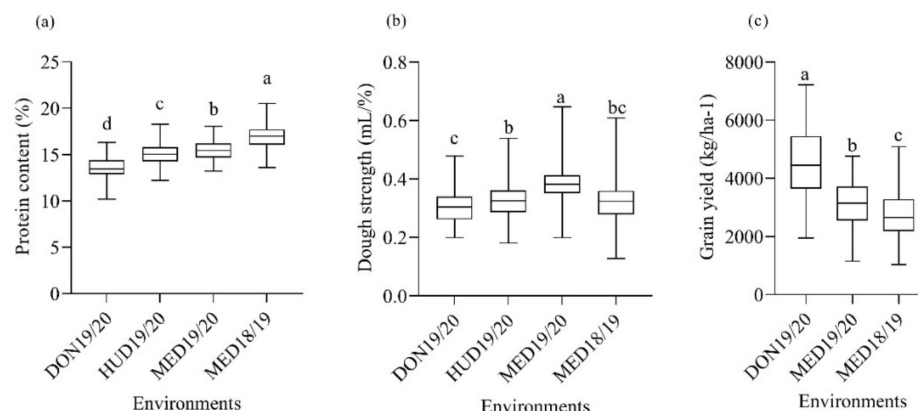 (a)
Protein content (%)
25
20
15
10
5
0
d
c
b
a
DON19/20
HUD19/20
MED19/20
MED18/19
Environments
(b)
Dough strength (mL/%)
0.8
0.6
0.4
0.2
0.0
c
b
a
bc
DON19/20
HUD19/20
MED19/20
MED18/19
Environments
(c)
Grain yield (kg/ha-1)
8000
6000
4000
2000
0
a
b
c
DON19/20
MED19/20
MED18/19
Environments